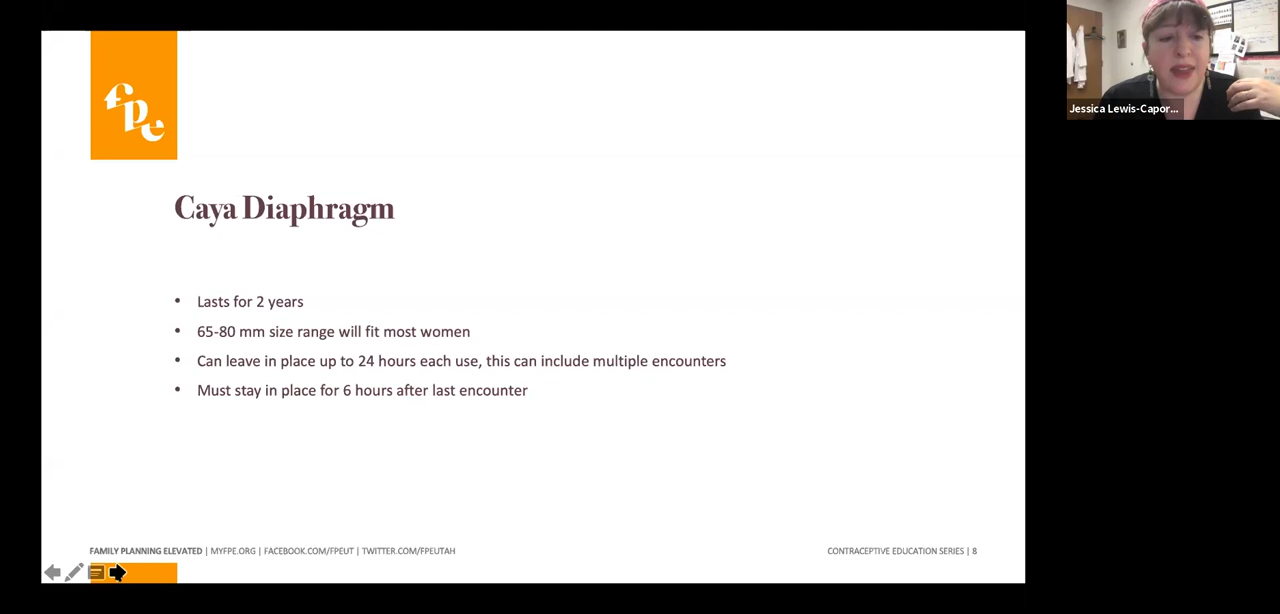 fpe
Jessica Lewis-Capor...
Caya Diaphragm
• Lasts for 2 years
• 65-80 mm size range will fit most women
• Can leave in place up to 24 hours each use, this can include multiple encounters
• Must stay in place for 6 hours after last encounter
FAMILY PLANNING ELEVATED | MYFPE.ORG | FACEBOOK.COM/FPEUT | TWITTER.COM/FPEUTAH
CONTRACEPTIVE EDUCATION SERIES | 8